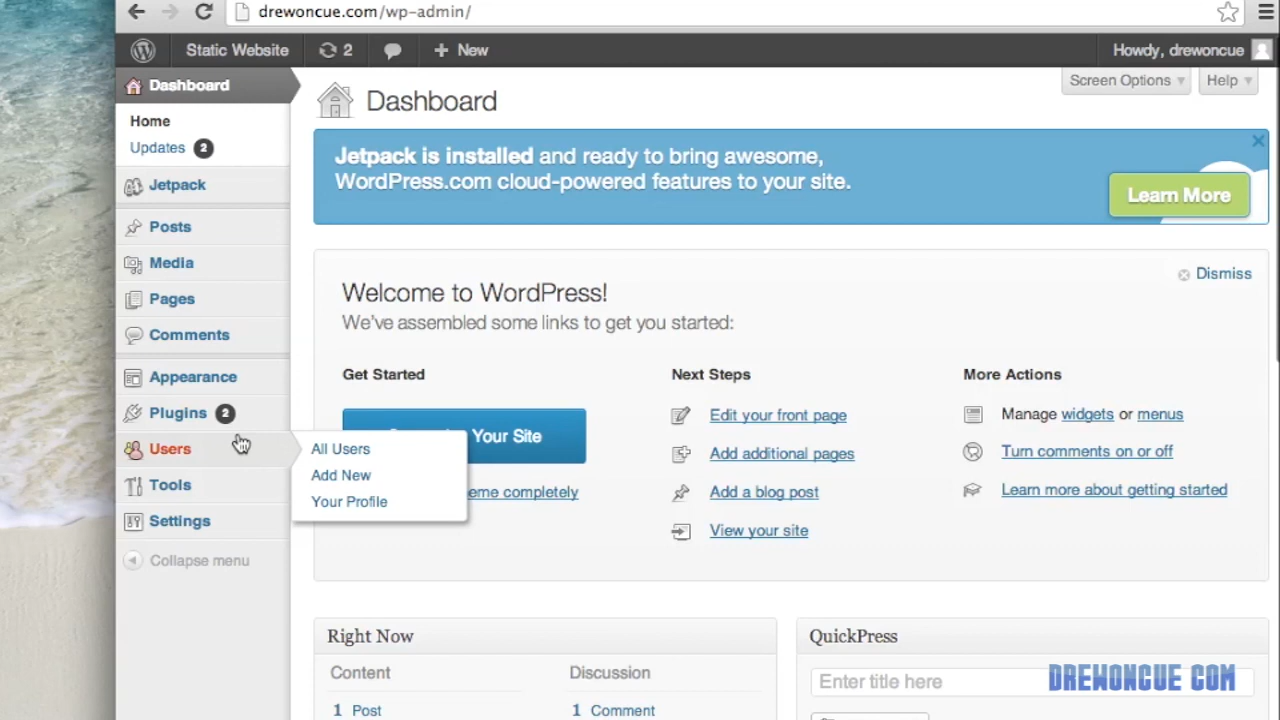 drewoncue.com/wp-admin/
Static Website
2
New
Howdy, drewoncue
Dashboard
Home
Updates 2
Jetpack
Posts
Media
Pages
Comments
Appearance
Plugins 2
Users
Tools
Settings
Collapse menu
All Users
Add New
Your Profile
Screen Options
Help
Dashboard
Jetpack is installed and ready to bring awesome,
WordPress.com cloud-powered features to your site.
Learn More
Dismiss
Welcome to WordPress!
We've assembled some links to get you started:
Get Started
Your Site
completely
Next Steps
Edit your front page
Add additional pages
Add a blog post
View your site
More Actions
Manage widgets or menus
Turn comments on or off
Learn more about getting started
Right Now
Content
Discussion
1 Post
1 Comment
QuickPress
Enter title here
DREWONCUE COM